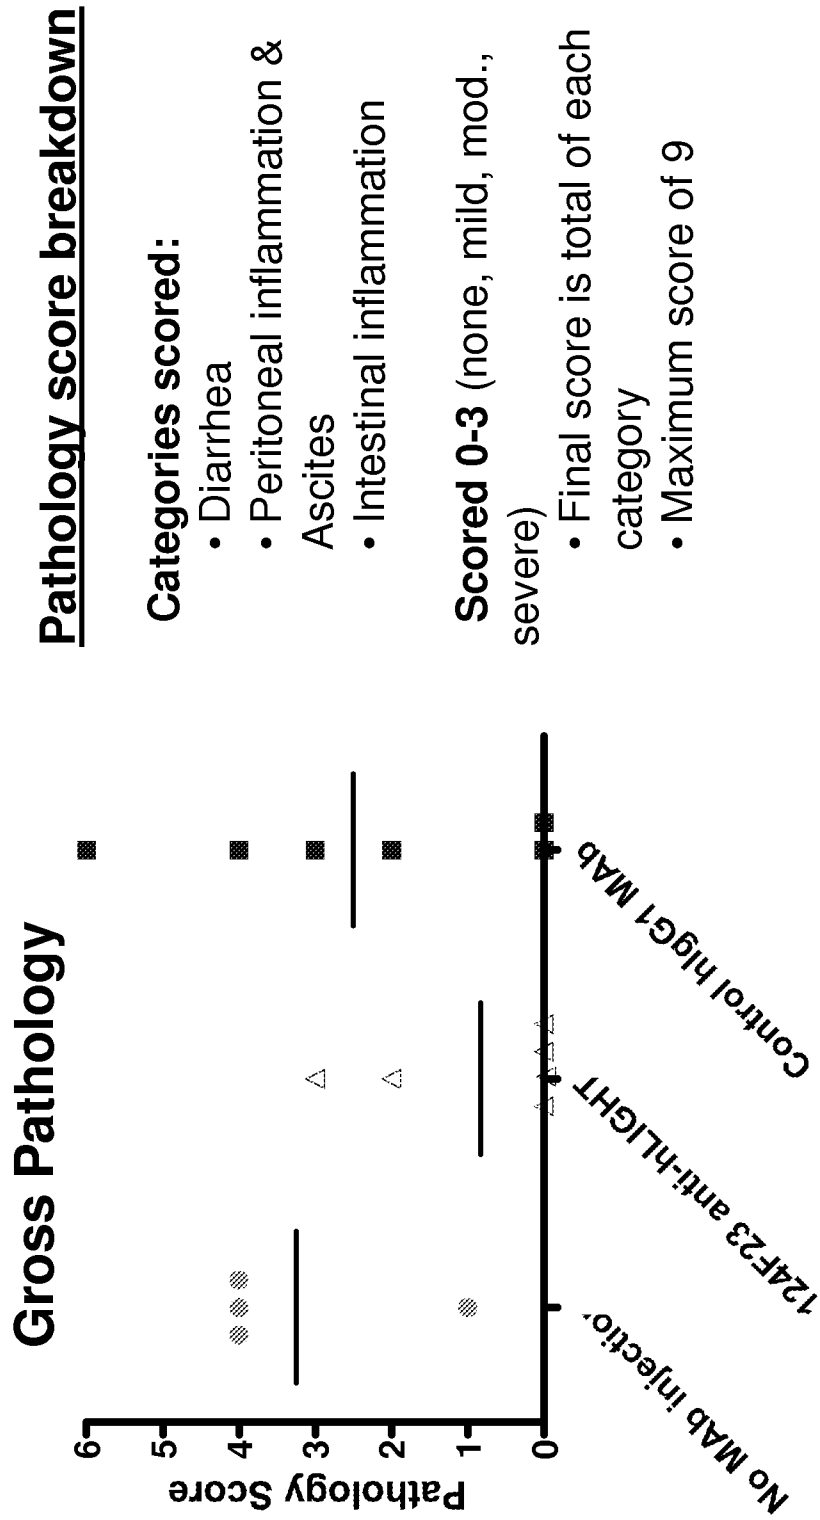 Gross Pathology
Pathology Score
6
5
4
3
2
1
0
No MAb injection
124F23 anti-hLIGHT
Control hIgG1 MAb
Pathology score breakdown
Categories scored:
• Diarrhea
• Peritoneal inflammation &
Ascites
• Intestinal inflammation
Scored 0-3 (none, mild, mod.,
severe)
• Final score is total of each
category
• Maximum score of 9